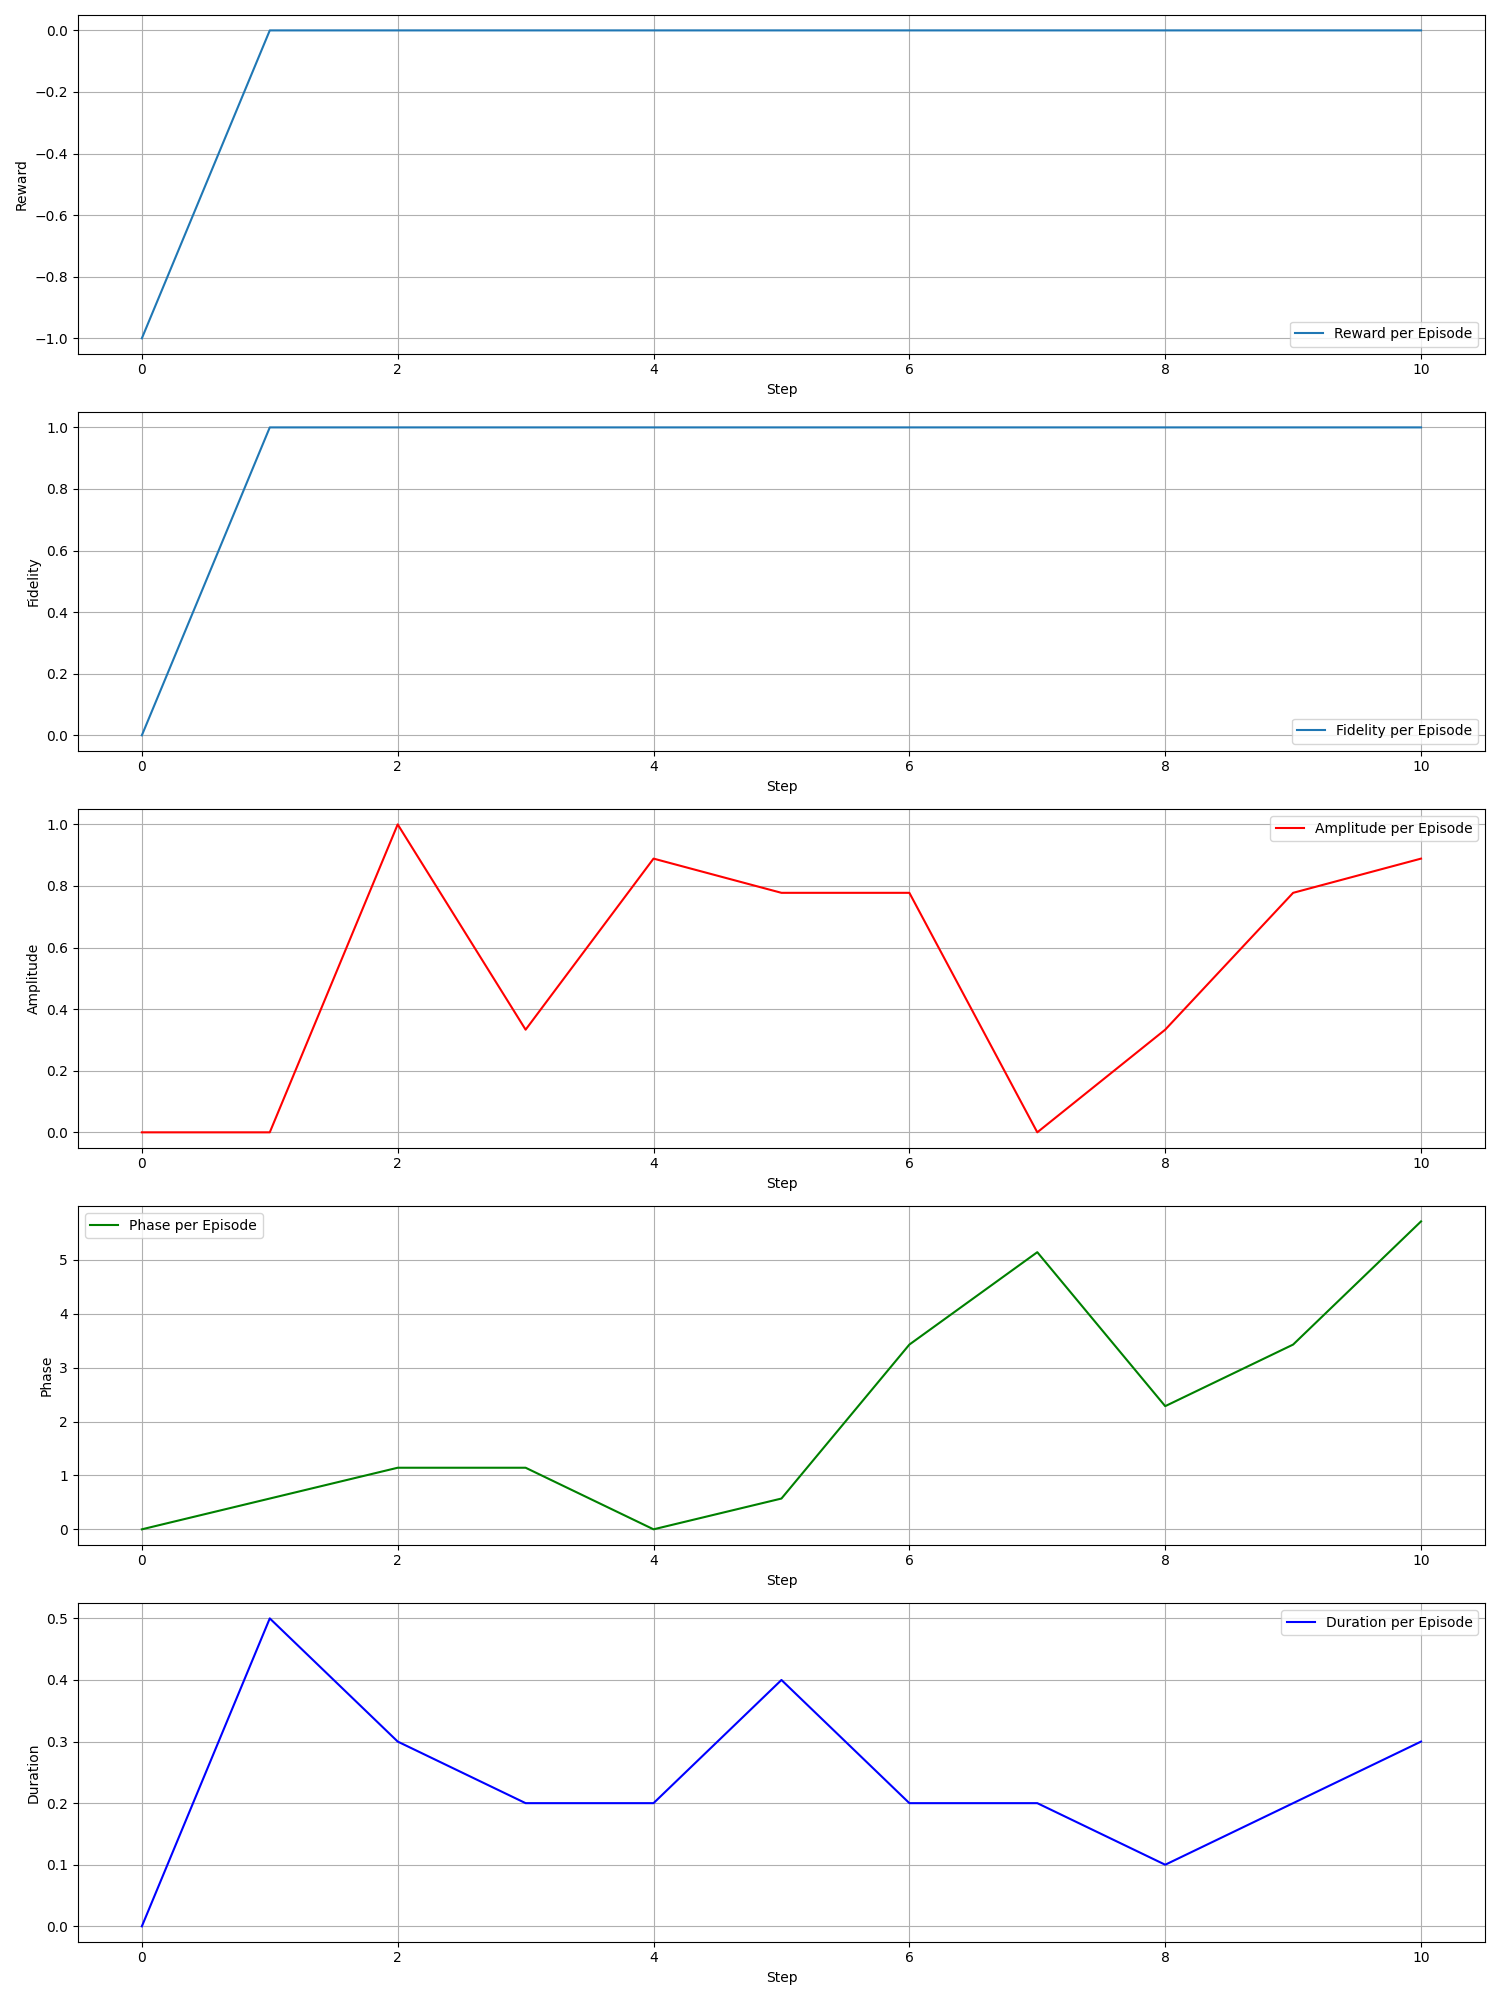 0.0
−0.2
−0.4
−0.6
−0.8
−1.0
Reward
Reward per Episode
0 2 4 6 8 10
Step
1.0
0.8
0.6
0.4
0.2
0.0
Fidelity
Fidelity per Episode
0 2 4 6 8 10
Step
1.0
0.8
0.6
0.4
0.2
0.0
Amplitude
Amplitude per Episode
0 2 4 6 8 10
Step
5
4
3
2
1
0
Phase
Phase per Episode
0 2 4 6 8 10
Step
0.5
0.4
0.3
0.2
0.1
0.0
Duration
Duration per Episode
0 2 4 6 8 10
Step